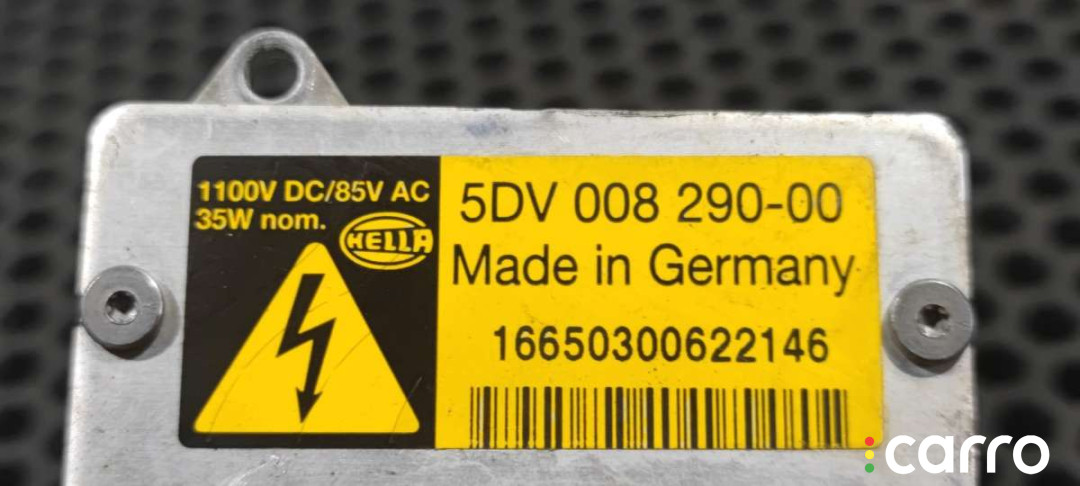 1100V DC/85V AC
35W nom.
HELLA
5DV 008 290-00
Made in Germany
16650300622146
carro